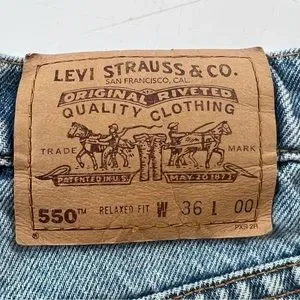 LEVI STRAUSS & CO.
SAN FRANCISCO, CAL.
ORIGINAL RIVETED
QUALITY CLOTHING
TRADE MARK
PATENTED IN U.S. MAY 20 1873
550™ RELAXED FIT W 36 L 00
®